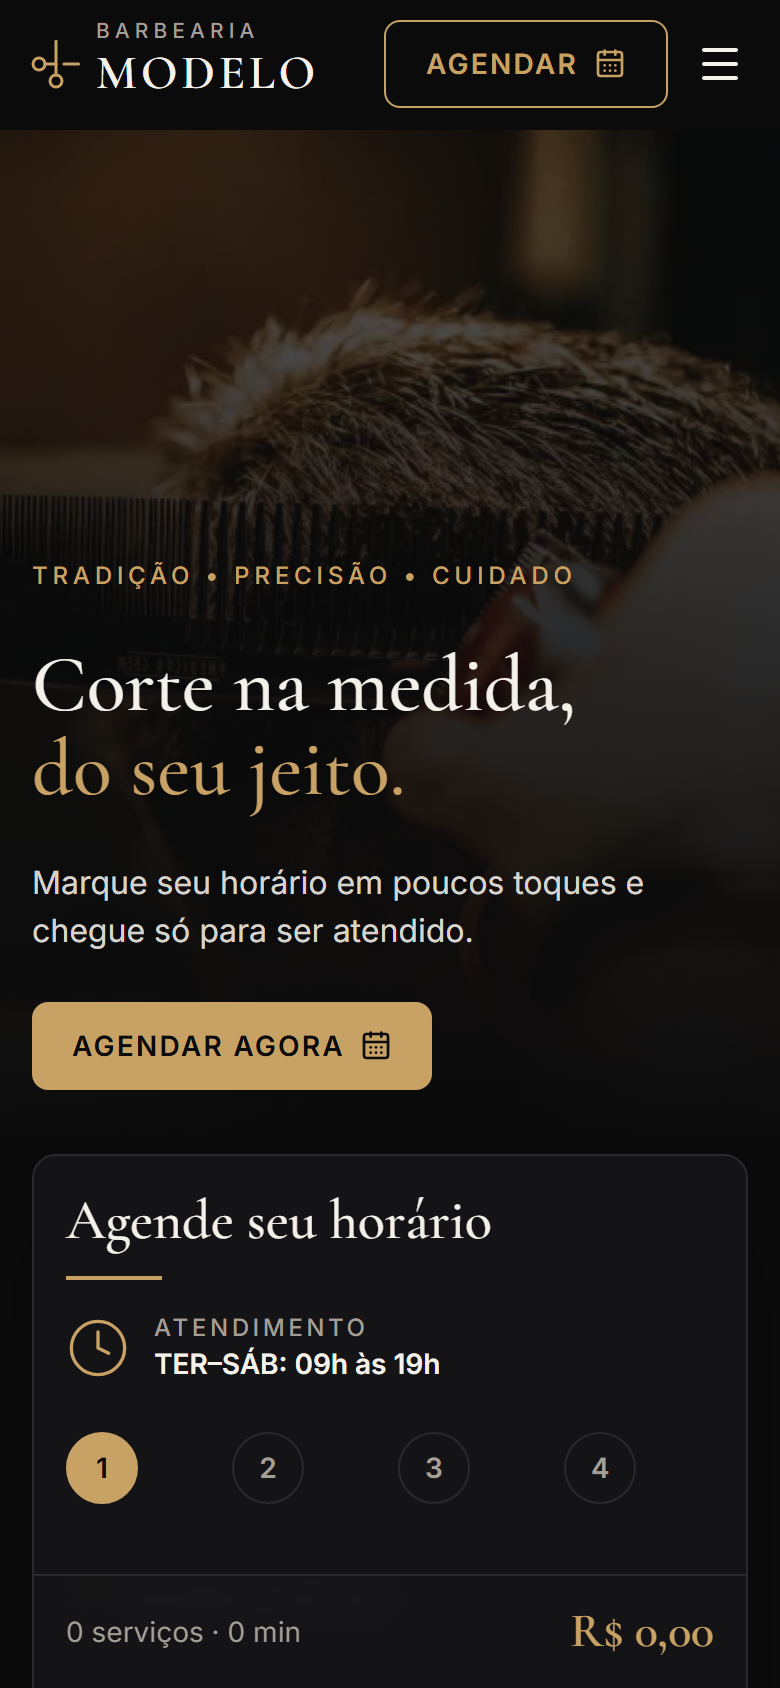 BARBEARIA
MODELO
AGENDAR
TRADIÇÃO • PRECISÃO • CUIDADO
Corte na medida,
do seu jeito.
Marque seu horário em poucos toques e
chegue só para ser atendido.
AGENDAR AGORA
Agende seu horário
ATENDIMENTO
TER–SÁB: 09h às 19h
1 2 3 4
0 serviços · 0 min
R$ 0,00